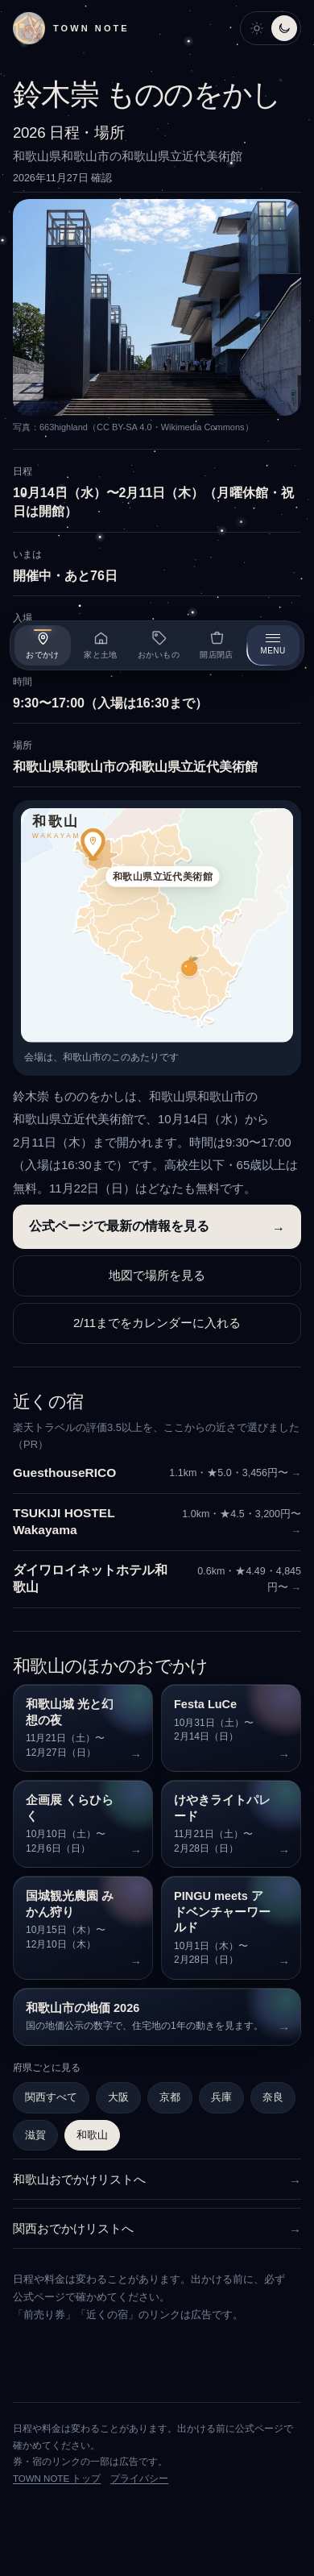 TOWN NOTE
鈴木崇 もののをかし
2026 日程・場所
和歌山県和歌山市の和歌山県立近代美術館
2026年11月27日 確認
写真：663highland（CC BY-SA 4.0・Wikimedia Commons）
日程
10月14日（水）〜2月11日（木）（月曜休館・祝
日は開館）
いまは
開催中・あと76日
入場
おでかけ
家と土地
おかいもの
開店閉店
MENU
時間
9:30〜17:00（入場は16:30まで）
場所
和歌山県和歌山市の和歌山県立近代美術館
和歌山
WAKAYAM
和歌山県立近代美術館
会場は、和歌山市のこのあたりです
鈴木崇 もののをかしは、和歌山県和歌山市の
和歌山県立近代美術館で、10月14日（水）から
2月11日（木）まで開かれます。時間は9:30〜17:00
（入場は16:30まで）です。高校生以下・65歳以上は
無料。11月22日（日）はどなたも無料です。
公式ページで最新の情報を見る →
地図で場所を見る
2/11までをカレンダーに入れる
近くの宿
楽天トラベルの評価3.5以上を、ここからの近さで選びました
（PR）
GuesthouseRICO
1.1km・★5.0・3,456円〜 →
TSUKIJI HOSTEL
Wakayama
1.0km・★4.5・3,200円〜
→
ダイワロイネットホテル和
歌山
0.6km・★4.49・4,845
円〜 →
和歌山のほかのおでかけ
和歌山城 光と幻
想の夜
11月21日（土）〜
12月27日（日） →
Festa LuCe
10月31日（土）〜
2月14日（日） →
企画展 くらひら
く
10月10日（土）〜
12月6日（日） →
けやきライトパレ
ード
11月21日（土）〜
2月28日（日） →
国城観光農園 み
かん狩り
10月15日（木）〜
12月10日（木） →
PINGU meets ア
ドベンチャーワー
ルド
10月1日（木）〜
2月28日（日） →
和歌山市の地価 2026
国の地価公示の数字で、住宅地の1年の動きを見ます。 →
府県ごとに見る
関西すべて
大阪
京都
兵庫
奈良
滋賀
和歌山
和歌山おでかけリストへ →
関西おでかけリストへ →
日程や料金は変わることがあります。出かける前に、必ず
公式ページで確かめてください。
「前売り券」「近くの宿」のリンクは広告です。
日程や料金は変わることがあります。出かける前に公式ページで
確かめてください。
券・宿のリンクの一部は広告です。
TOWN NOTE トップ プライバシー